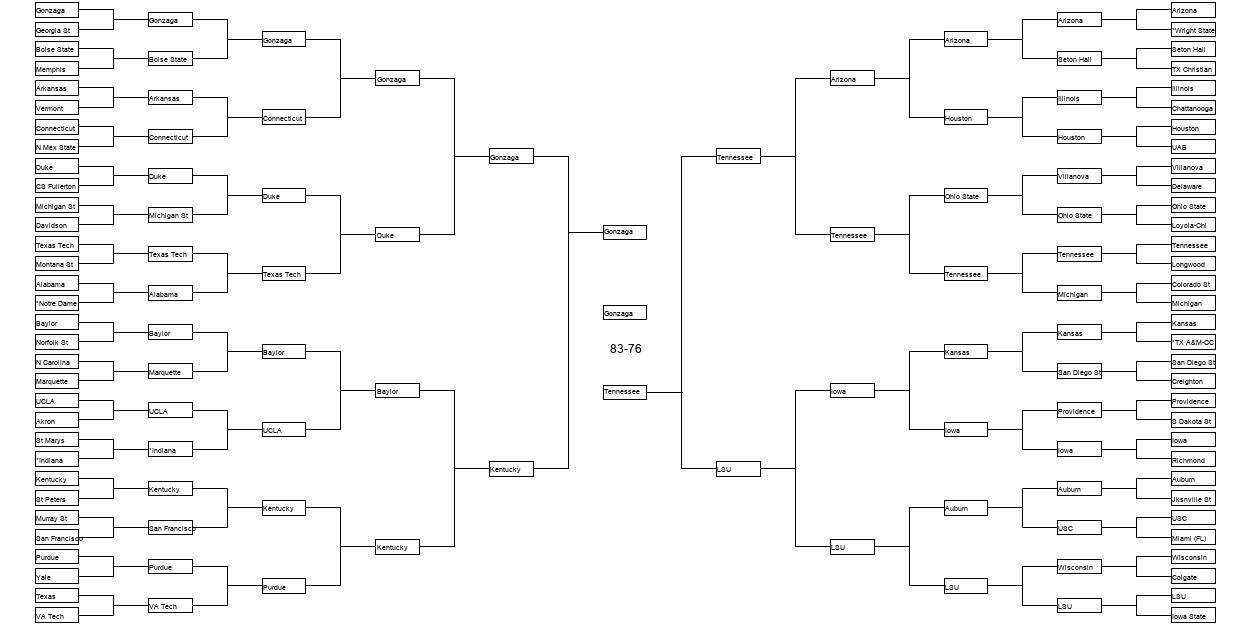 Gonzaga
Georgia St
Boise State
Memphis
Arkansas
Vermont
Connecticut
N Mex State
Duke
CS Fullerton
Michigan St
Davidson
Texas Tech
Montana St
Alabama
*Notre Dame
Baylor
Norfolk St
N Carolina
Marquette
UCLA
Akron
St Marys
*Indiana
Kentucky
St Peters
Murray St
San Francisco
Purdue
Yale
Texas
VA Tech
Gonzaga
Boise State
Arkansas
Connecticut
Duke
Michigan St
Texas Tech
Alabama
Baylor
Marquette
UCLA
*Indiana
Kentucky
San Francisco
Purdue
VA Tech
Gonzaga
Connecticut
Duke
Texas Tech
Baylor
UCLA
Kentucky
Purdue
Gonzaga
Duke
Baylor
Kentucky
Gonzaga
Kentucky
Gonzaga
Gonzaga
83-76
Tennessee
Tennessee
LSU
Arizona
Tennessee
Iowa
LSU
Arizona
Houston
Ohio State
Tennessee
Kansas
Iowa
Auburn
LSU
Arizona
Seton Hall
Illinois
Houston
Villanova
Ohio State
Tennessee
Michigan
Kansas
San Diego St
Providence
Iowa
Auburn
USC
Wisconsin
LSU
Arizona
*Wright State
Seton Hall
TX Christian
Illinois
Chattanooga
Houston
UAB
Villanova
Delaware
Ohio State
Loyola-Chi
Tennessee
Longwood
Colorado St
Michigan
Kansas
*TX A&M-CC
San Diego St
Creighton
Providence
S Dakota St
Iowa
Richmond
Auburn
Jksnville St
USC
Miami (FL)
Wisconsin
Colgate
LSU
Iowa State